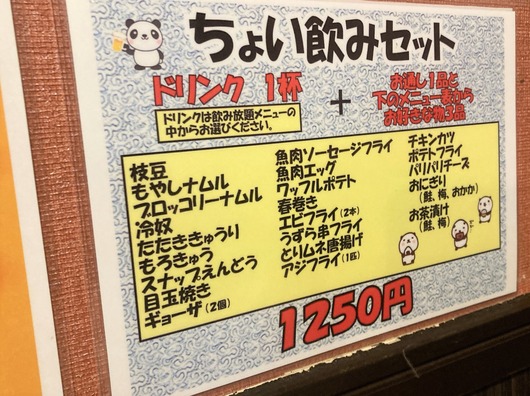 ちょい飲みセット
ドリンク 1杯
ドリンクは飲み放題メニューの
中からお選びください。
+
お通し1品と
下のメニュー表から
お好きな物3品
枝豆
もやしナムル
ブロッコリーナムル
冷奴
たたききゅうり
もろきゅう
スナップえんどう
目玉焼き
ギョーザ(2個)
魚肉ソーセージフライ
魚肉エッグ
ワッフルポテト
春巻き
エビフライ(2本)
うずら串フライ
とりムネ唐揚げ
アジフライ(1匹)
チキンカツ
ポテトフライ
パリパリチーズ
おにぎり
(鮭、梅、おかか)
お茶漬け
(鮭、梅)
1250円